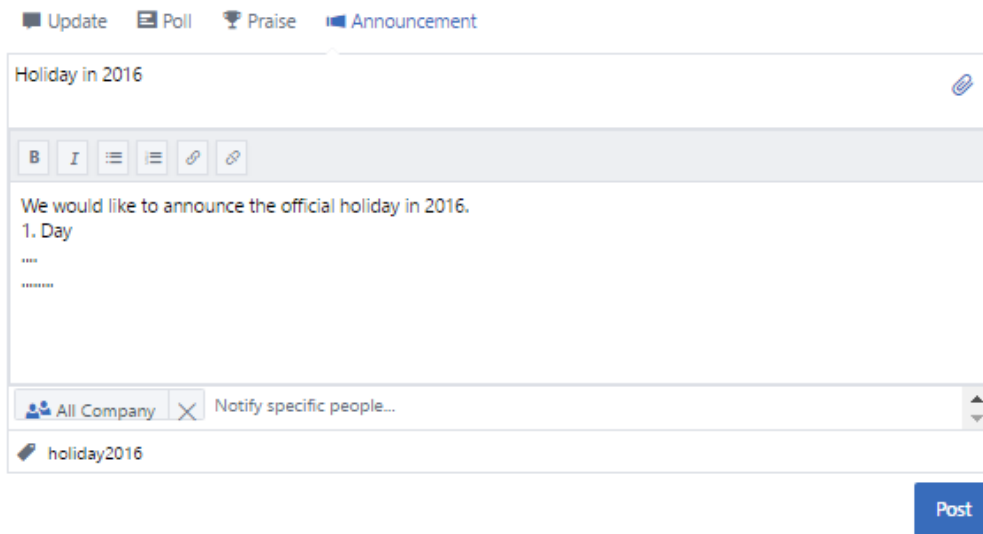 Update Poll Praise Announcement
Holiday in 2016
B I
We would like to announce the official holiday in 2016.
1. Day
....
.........
All Company Notify specific people...
holiday2016
Post